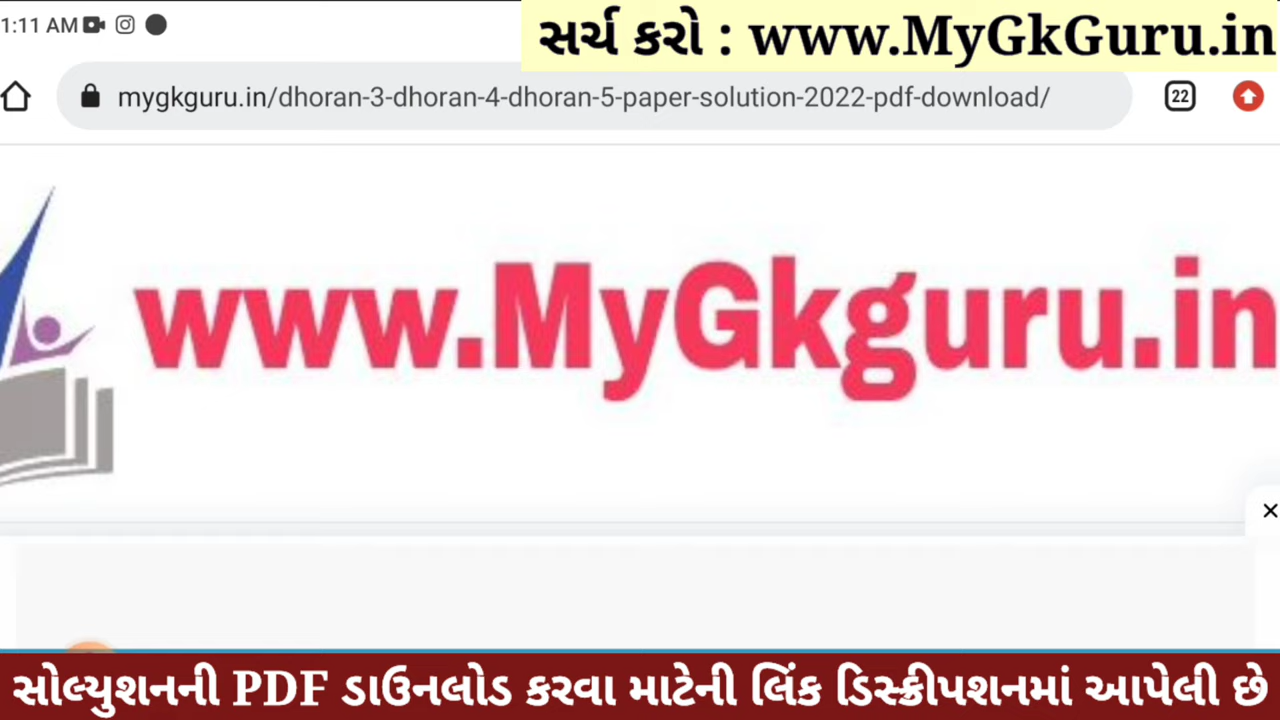 1:11 AM
સર્ચ કરો : www.MyGkGuru.in
mygkguru.in/dhoran-3-dhoran-4-dhoran-5-paper-solution-2022-pdf-download/
22
www.MyGkguru.in
સોલ્યુશનની PDF ડાઉનલોડ કરવા માટેની લિંક ડિસ્ક્રીપશનમાં આપેલી છે